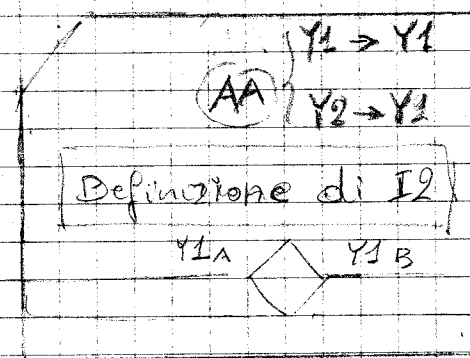 Y1 → Y1
AA
Y2 → Y1
Definizione di I2
Y1A Y1B